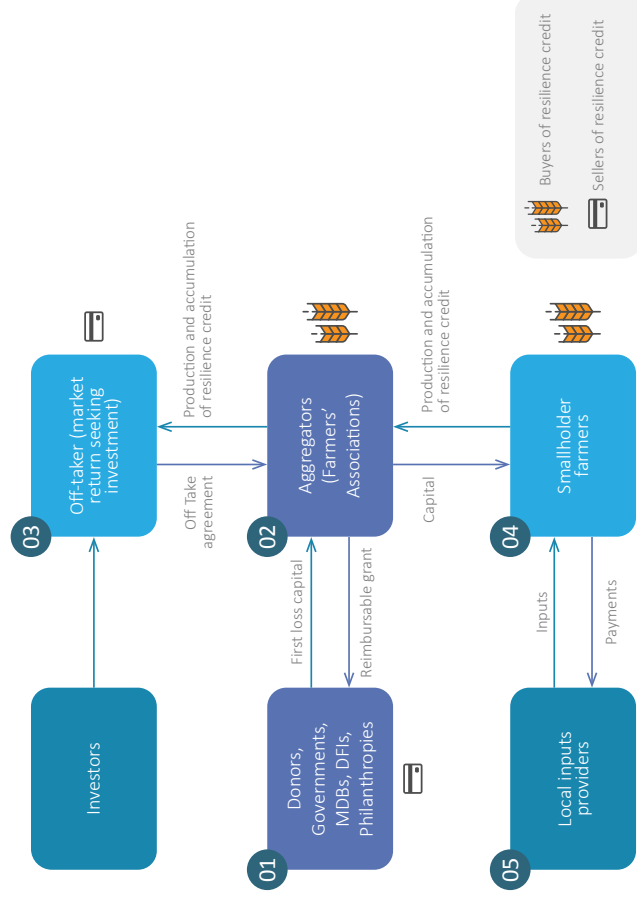 Investors
03
Off-taker (market
return seeking
investment)
Off Take
agreement
Production and accumulation
of resilience credit
01
Donors,
Governments,
MDBs, DFIs,
Philanthropies
First loss capital
Reimbursable grant
02
Aggregators
(Farmers’
Associations)
Capital
Production and accumulation
of resilience credit
05
Local inputs
providers
Inputs
Payments
04
Smallholder
farmers
Buyers of resilience credit
Sellers of resilience credit